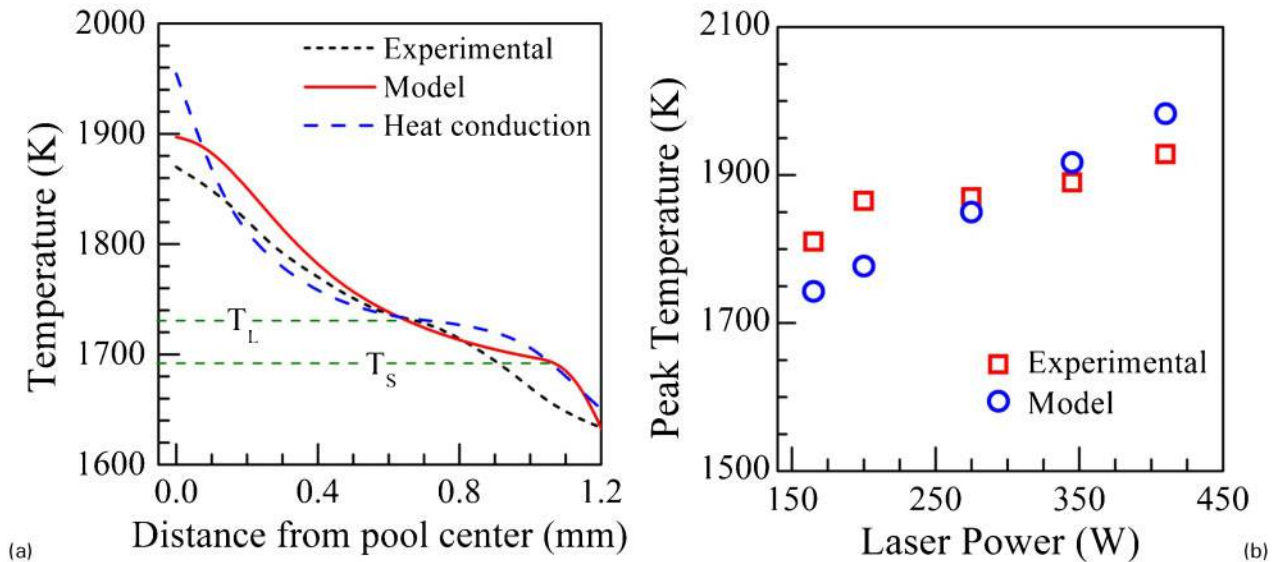 2000
1900
1800
1700
1600
Temperature (K)
Experimental
Model
Heat conduction
T_L
T_S
0.0 0.4 0.8 1.2
Distance from pool center (mm)
(a)
2100
1900
1700
1500
Peak Temperature (K)
Experimental
Model
150 250 350 450
Laser Power (W)
(b)